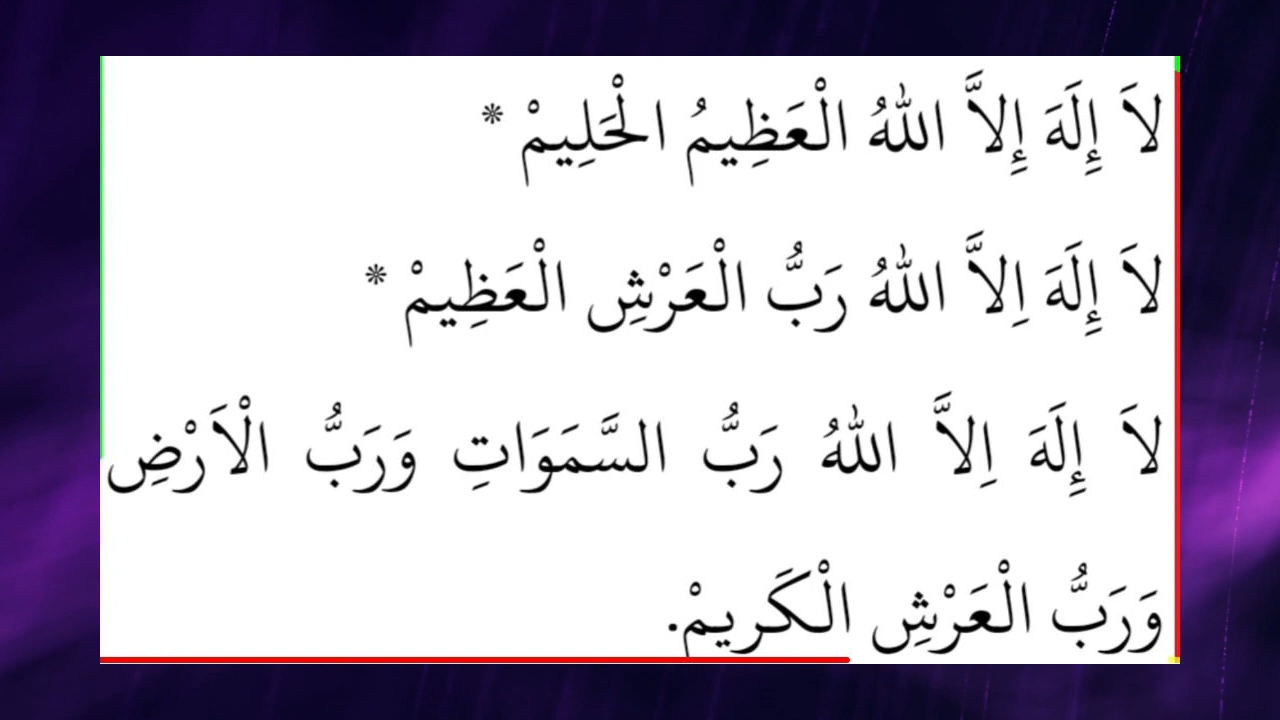 لاَ إِلَهَ إِلاَّ اللهُ الْعَظِيمُ الْحَلِيمْ *
لاَ إِلَهَ اِلاَّ اللهُ رَبُّ الْعَرْشِ الْعَظِيمْ *
لاَ إِلَهَ اِلاَّ اللهُ رَبُّ السَّمَوَاتِ وَرَبُّ الْاَرْضِ
وَرَبُّ الْعَرْشِ الْكَرِيمْ.